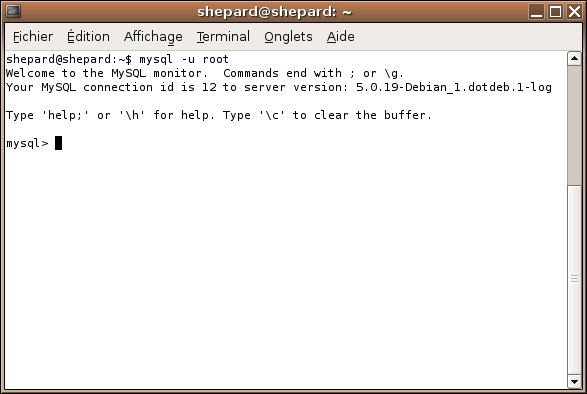 shepard@shepard: ~
Fichier Édition Affichage Terminal Onglets Aide
shepard@shepard:~$ mysql -u root
Welcome to the MySQL monitor.  Commands end with ; or \g.
Your MySQL connection id is 12 to server version: 5.0.19-Debian_1.dotdeb.1-log
Type 'help;' or '\h' for help. Type '\c' to clear the buffer.
mysql>